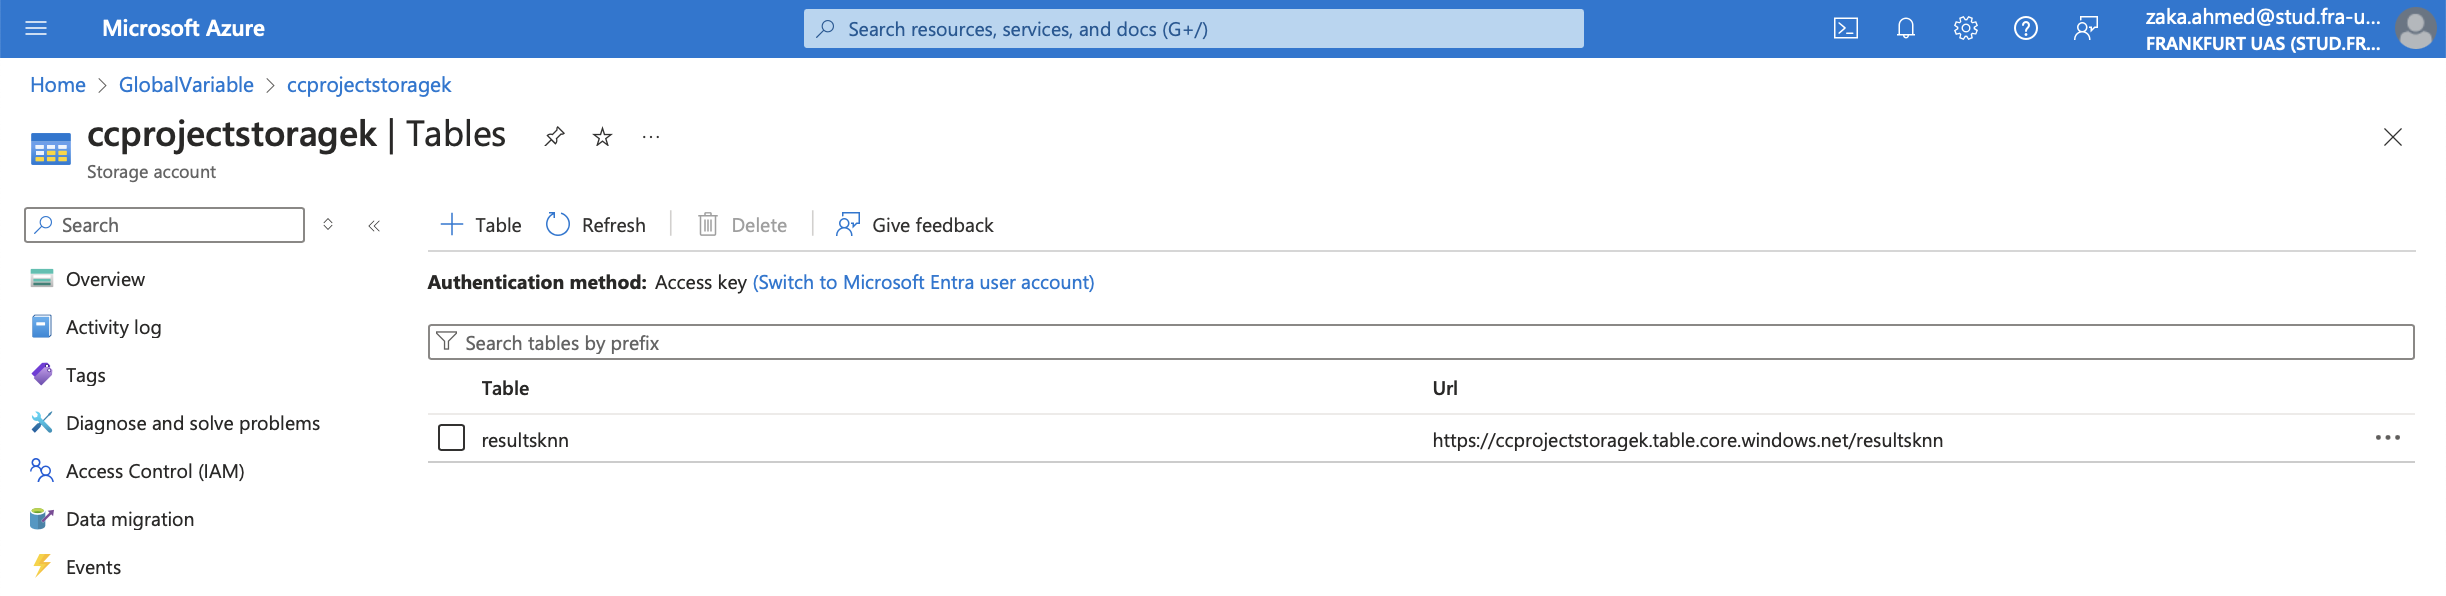 Microsoft Azure
Search resources, services, and docs (G+/)
zaka.ahmed@stud.fra-u...
FRANKFURT UAS (STUD.FR...
Home > GlobalVariable > ccprojectstoragek
ccprojectstoragek | Tables
Storage account
Search
Table Refresh Delete Give feedback
Overview
Activity log
Tags
Diagnose and solve problems
Access Control (IAM)
Data migration
Events
Authentication method: Access key (Switch to Microsoft Entra user account)
Search tables by prefix
Table Url
resultsknn https://ccprojectstoragek.table.core.windows.net/resultsknn